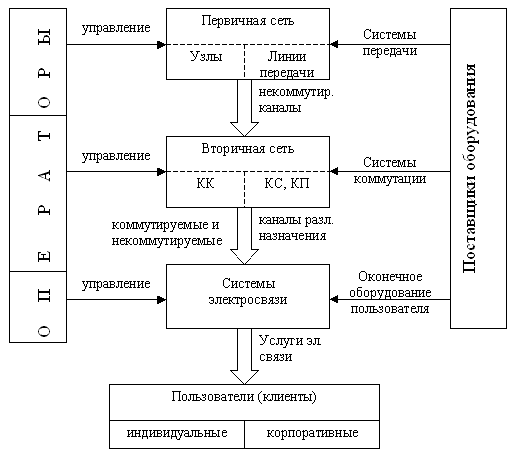 управление
Первичная сеть
Системы
передачи
Узлы
Линии
передачи
некоммутир.
каналы
управление
Вторичная сеть
Системы
коммутации
КК
КС, КП
коммутируемые и
некоммутируемые
каналы разл.
назначения
управление
Системы
электросвязи
Оконечное
оборудование
пользователя
Услуги эл.
связи
Пользователи (клиенты)
индивидуальные
корпоративные
ОПЕРАТОРЫ
Поставщики оборудования